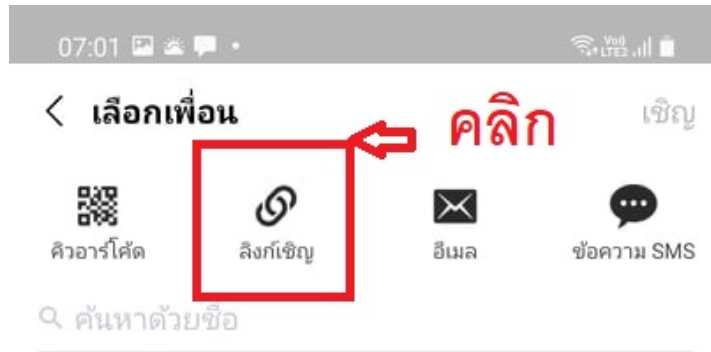 07:01
Vo)) LTE2
เลือกเพื่อน
คลิก
เชิญ
คิวอาร์โค้ด
ลิงก์เชิญ
อีเมล
ข้อความ SMS
ค้นหาด้วยชื่อ